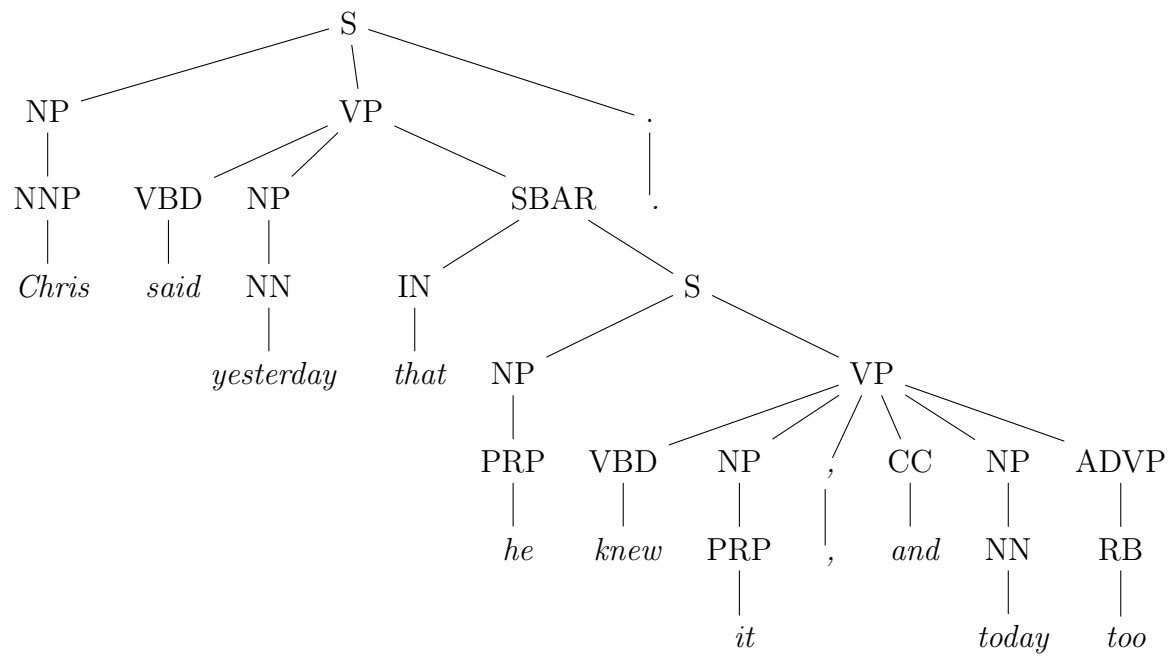 S
NP VP .
NNP VBD NP SBAR .
Chris said NN IN S
yesterday that NP VP
PRP VBD NP , CC NP ADVP
he knew PRP , and NN RB
it today too